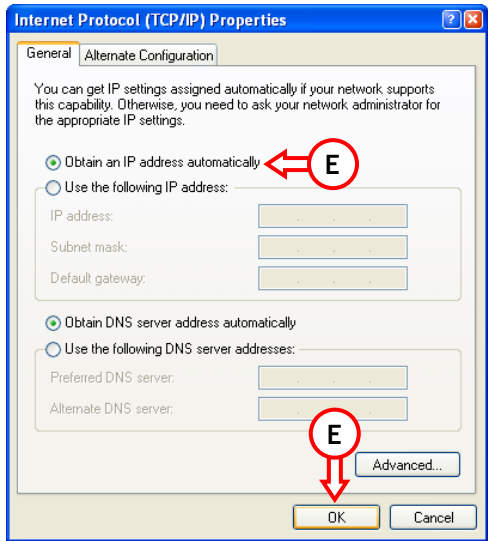 Internet Protocol (TCP/IP) Properties
General Alternate Configuration
You can get IP settings assigned automatically if your network supports
this capability. Otherwise, you need to ask your network administrator for
the appropriate IP settings.
Obtain an IP address automatically E
Use the following IP address:
IP address:
Subnet mask:
Default gateway:
Obtain DNS server address automatically
Use the following DNS server addresses:
Preferred DNS server:
Alternate DNS server:
E
Advanced...
OK Cancel